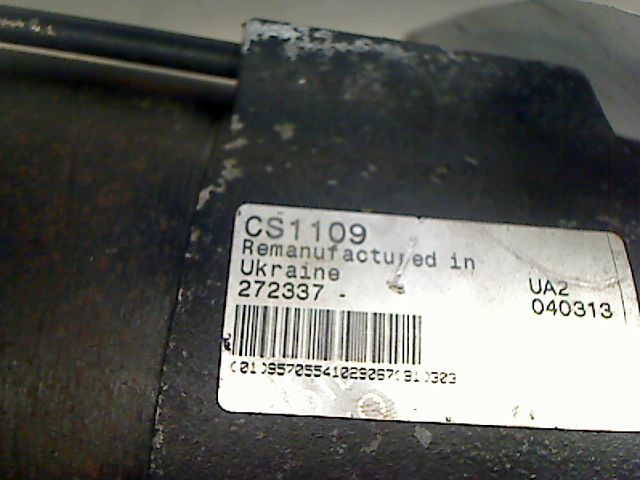 CS1109
Remanufactured in
Ukraine
272337
UA2
040313